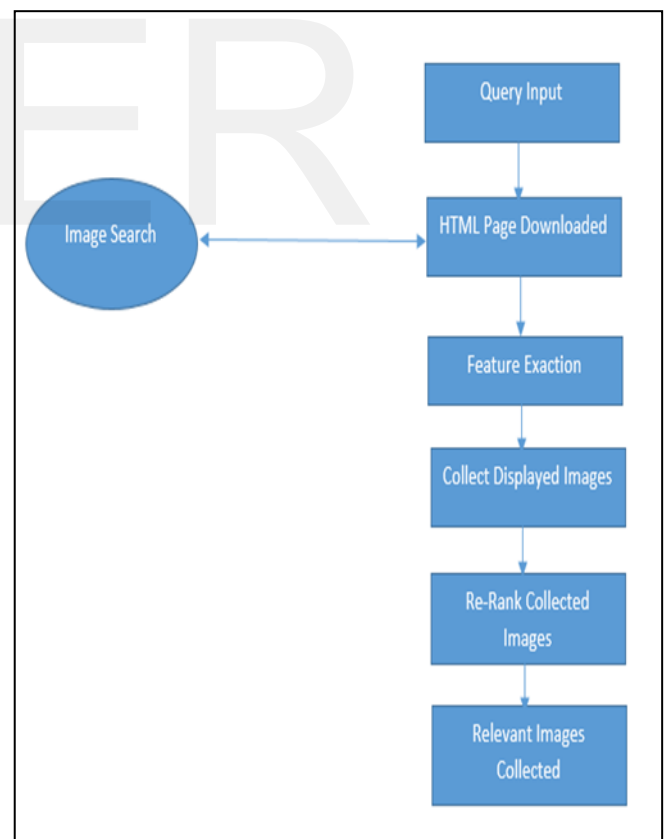 ER
Query Input
Image Search
HTML Page Downloaded
Feature Exaction
Collect Displayed Images
Re-Rank Collected
Images
Relevant Images
Collected